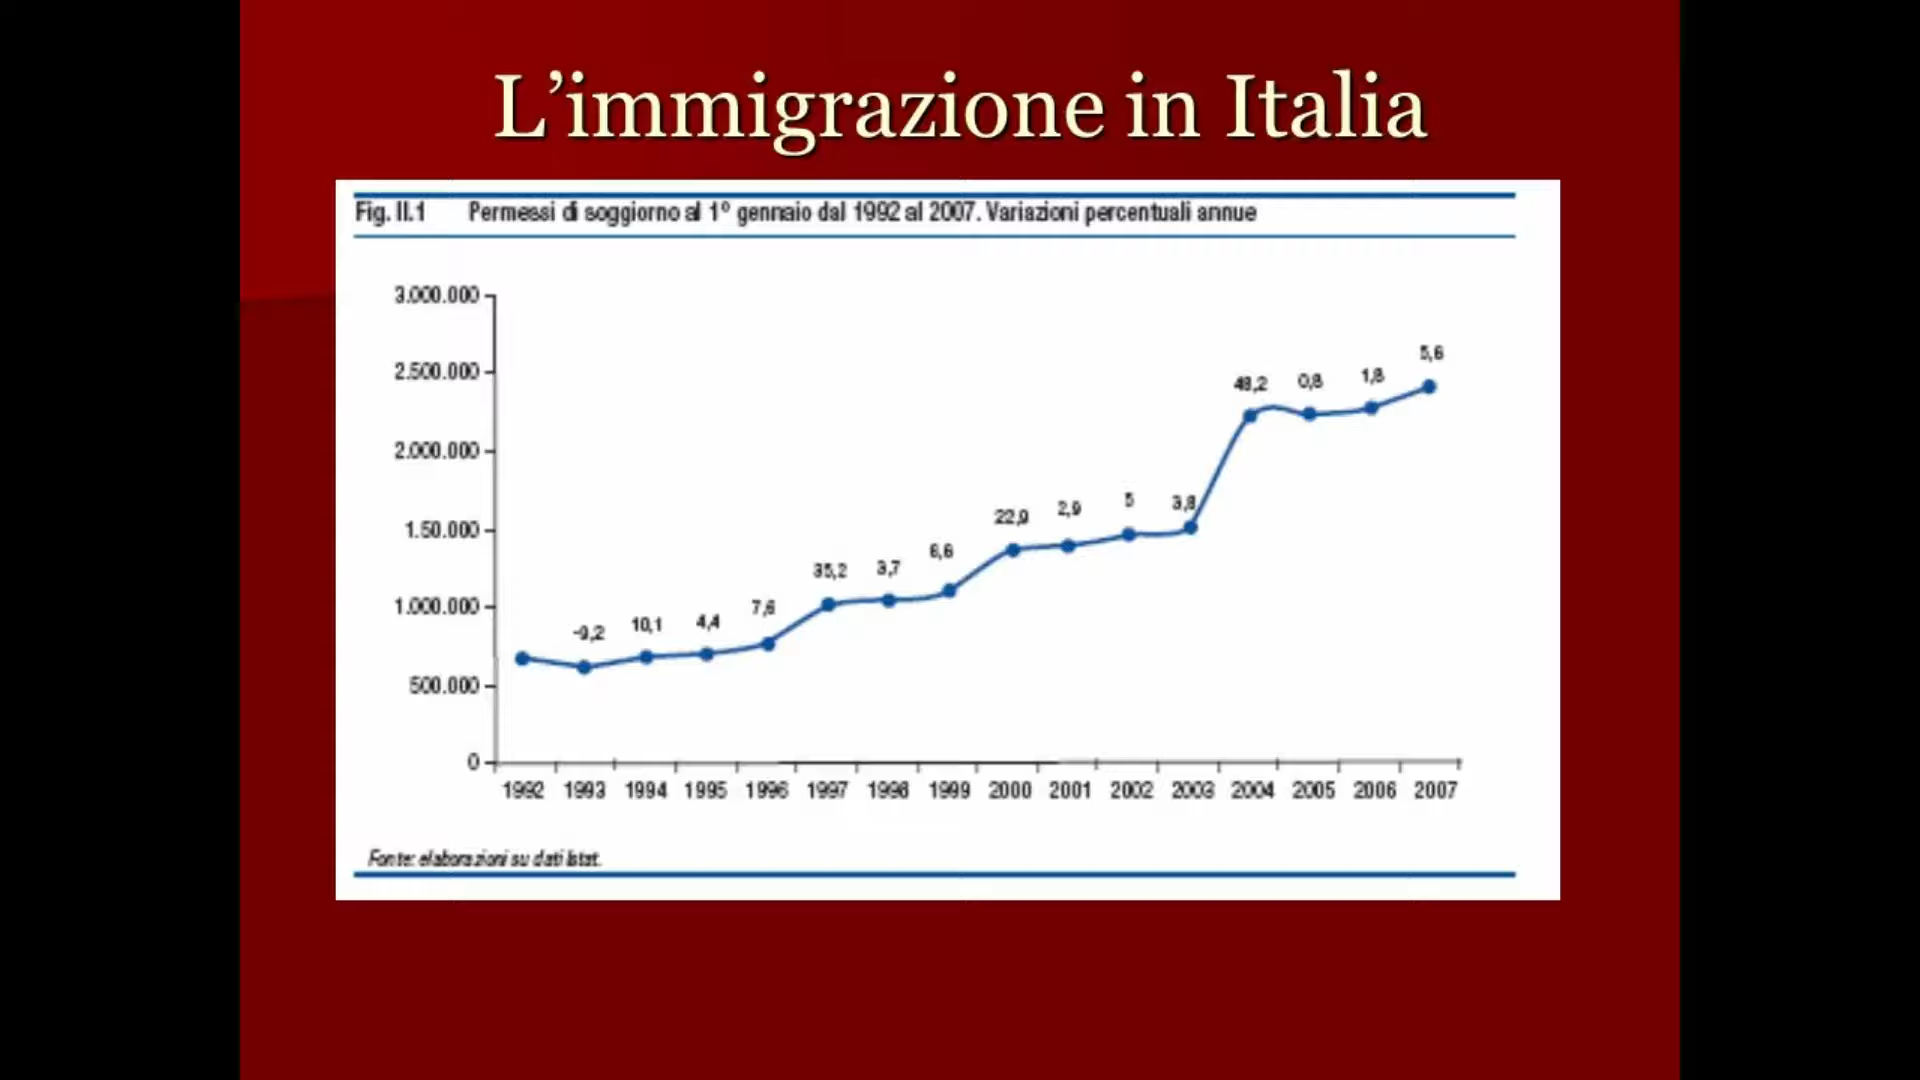 L'immigrazione in Italia
Fig. II.1 Permessi di soggiorno al 1º gennaio dal 1992 al 2007. Variazioni percentuali annue
3.000.000
2.500.000
2.000.000
1.50.000
1.000.000
500.000
0
-9,2 10,1 4,4 7,6 35,2 3,7 6,6 22,9 2,9 5 3,8 48,2 0,8 1,8 5,6
1992 1993 1994 1995 1996 1997 1998 1999 2000 2001 2002 2003 2004 2005 2006 2007
Fonte: elaborazioni su dati Istat.